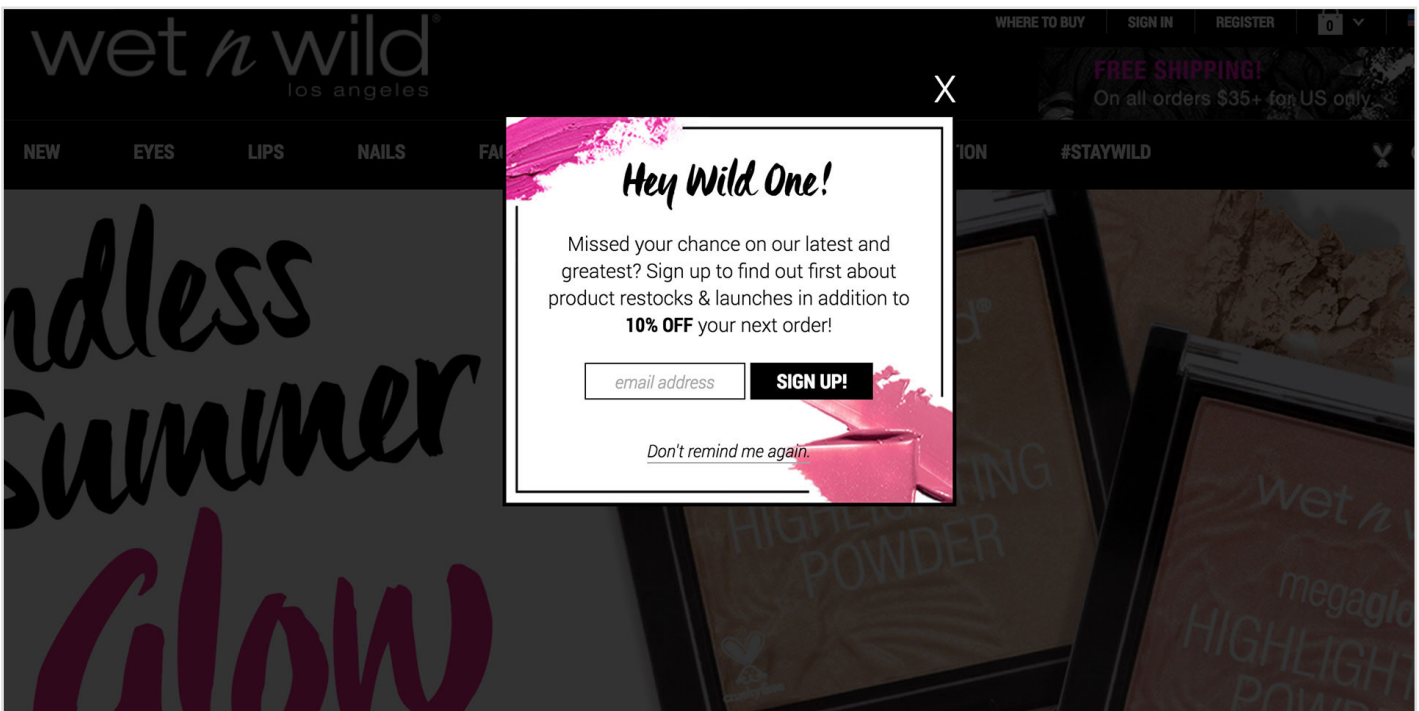 wet n wild®
los angeles
WHERE TO BUY
SIGN IN
REGISTER
0
FREE SHIPPING!
On all orders $35+ for US only
X
NEW
EYES
LIPS
NAILS
#STAYWILD
Hey Wild One!
Missed your chance on our latest and
greatest? Sign up to find out first about
product restocks & launches in addition to
10% OFF your next order!
email address
SIGN UP!
Don't remind me again.
Summer
Glow
HIGHLIGHTING
POWDER
cruelty free
wet n
HIGHLIGHT